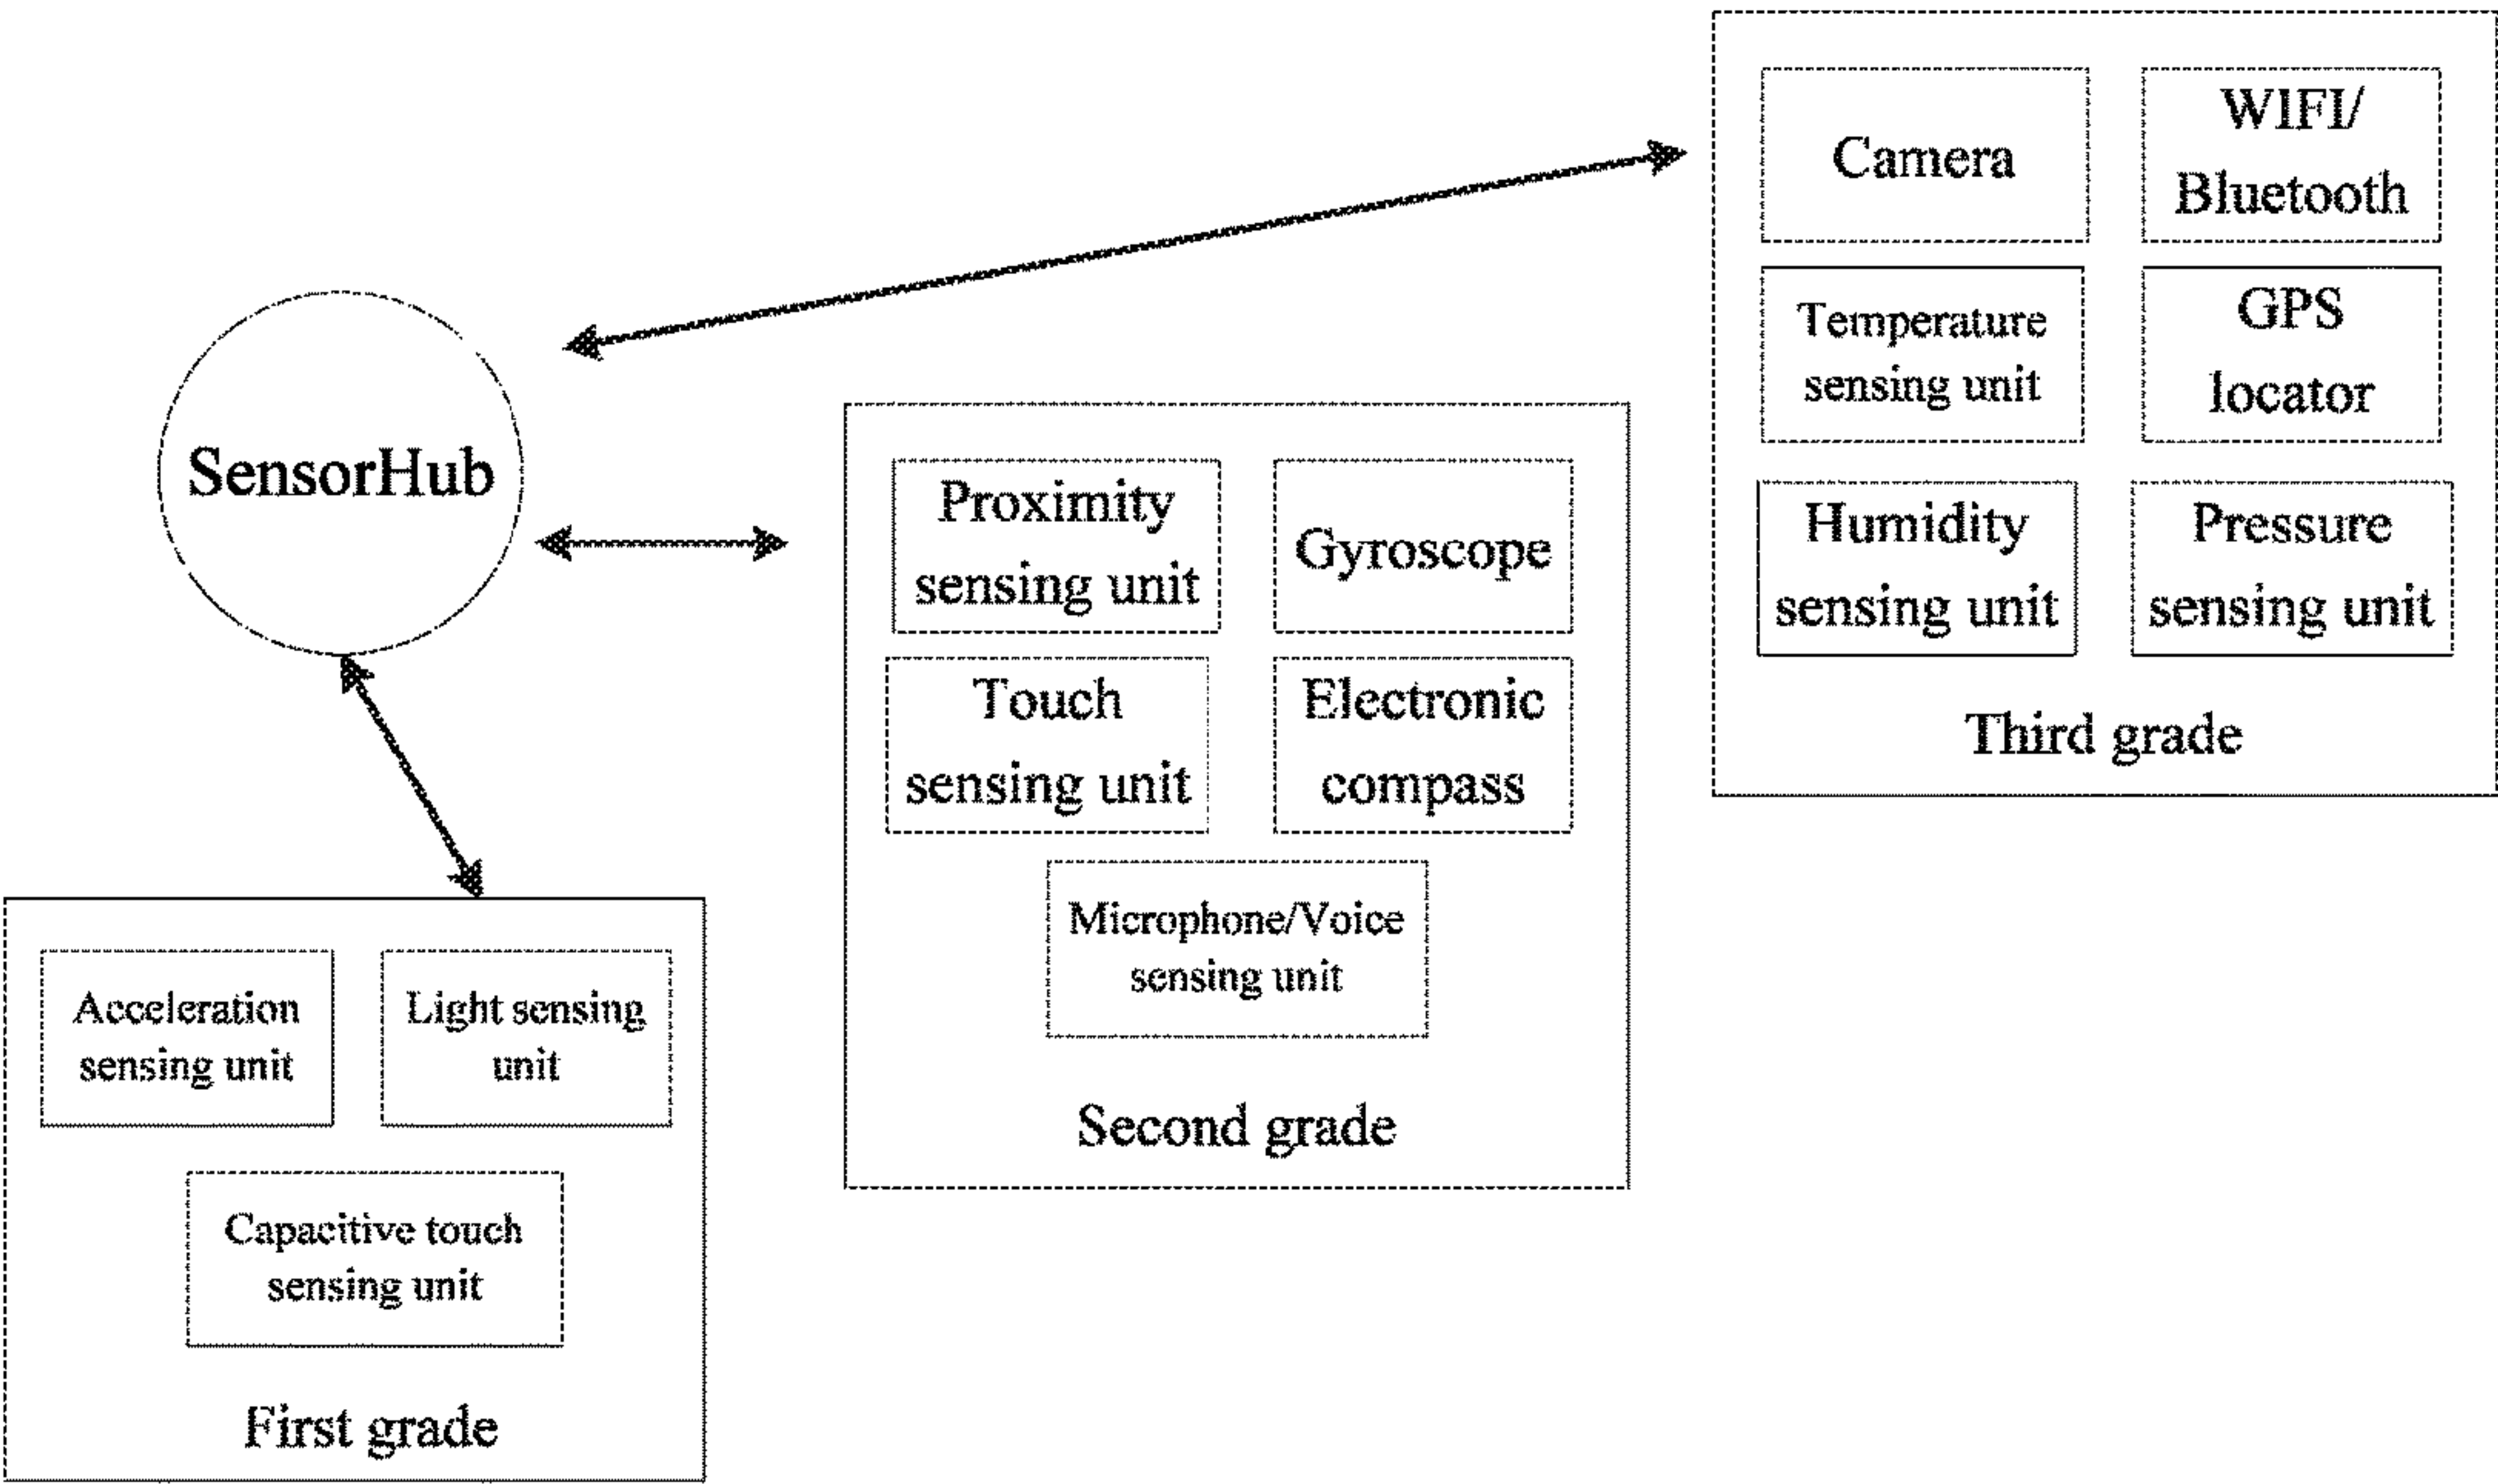 SensorHub
Camera
WIFI/
Bluetooth
Temperature
sensing unit
GPS
locator
Humidity
sensing unit
Pressure
sensing unit
Third grade
Proximity
sensing unit
Gyroscope
Touch
sensing unit
Electronic
compass
Microphone/Voice
sensing unit
Second grade
Acceleration
sensing unit
Light sensing
unit
Capacitive touch
sensing unit
First grade